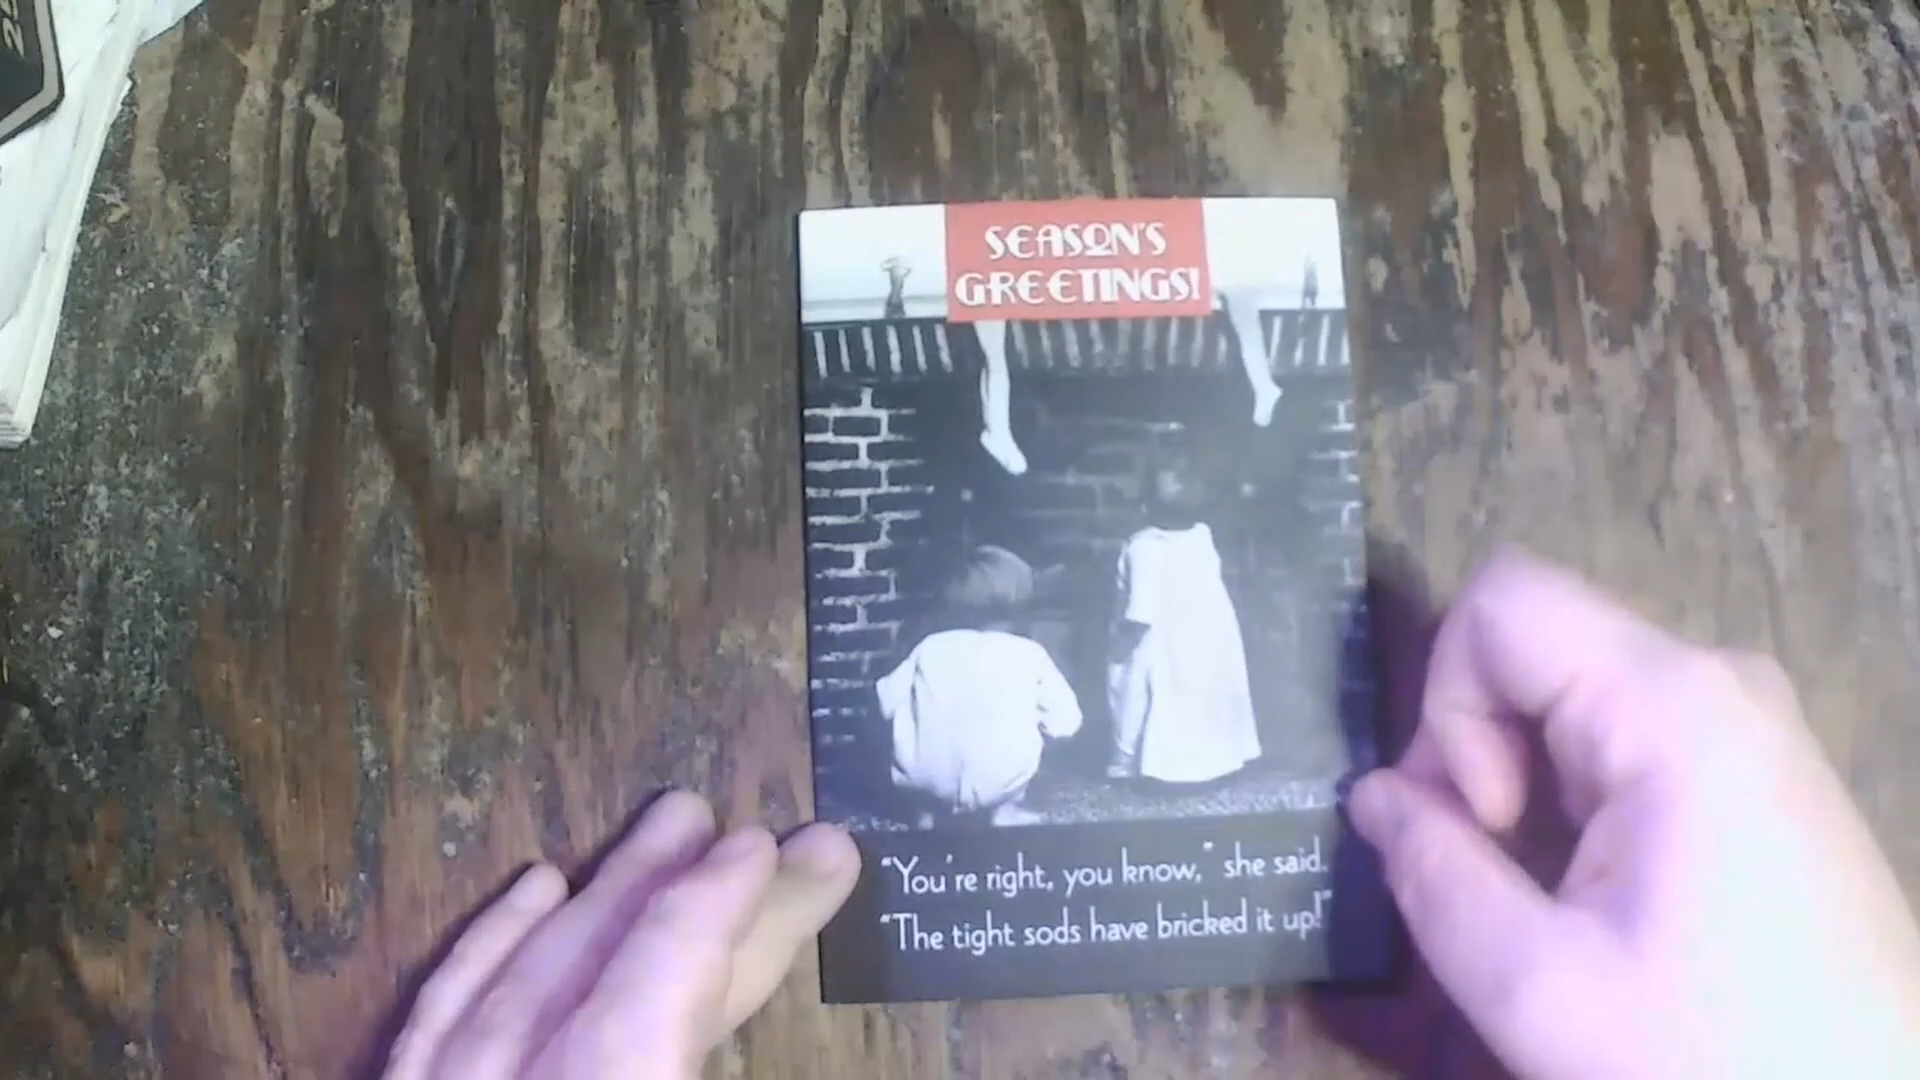 SEASON'S
GREETINGS!
"You're right, you know," she said.
"The tight sods have bricked it up!"